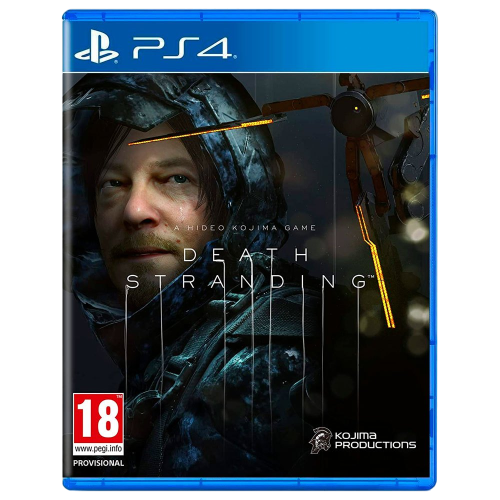 PS4
A HIDEO KOJIMA GAME
DEATH
STRANDING™
18
www.pegi.info
PROVISIONAL
KOJIMA
PRODUCTIONS